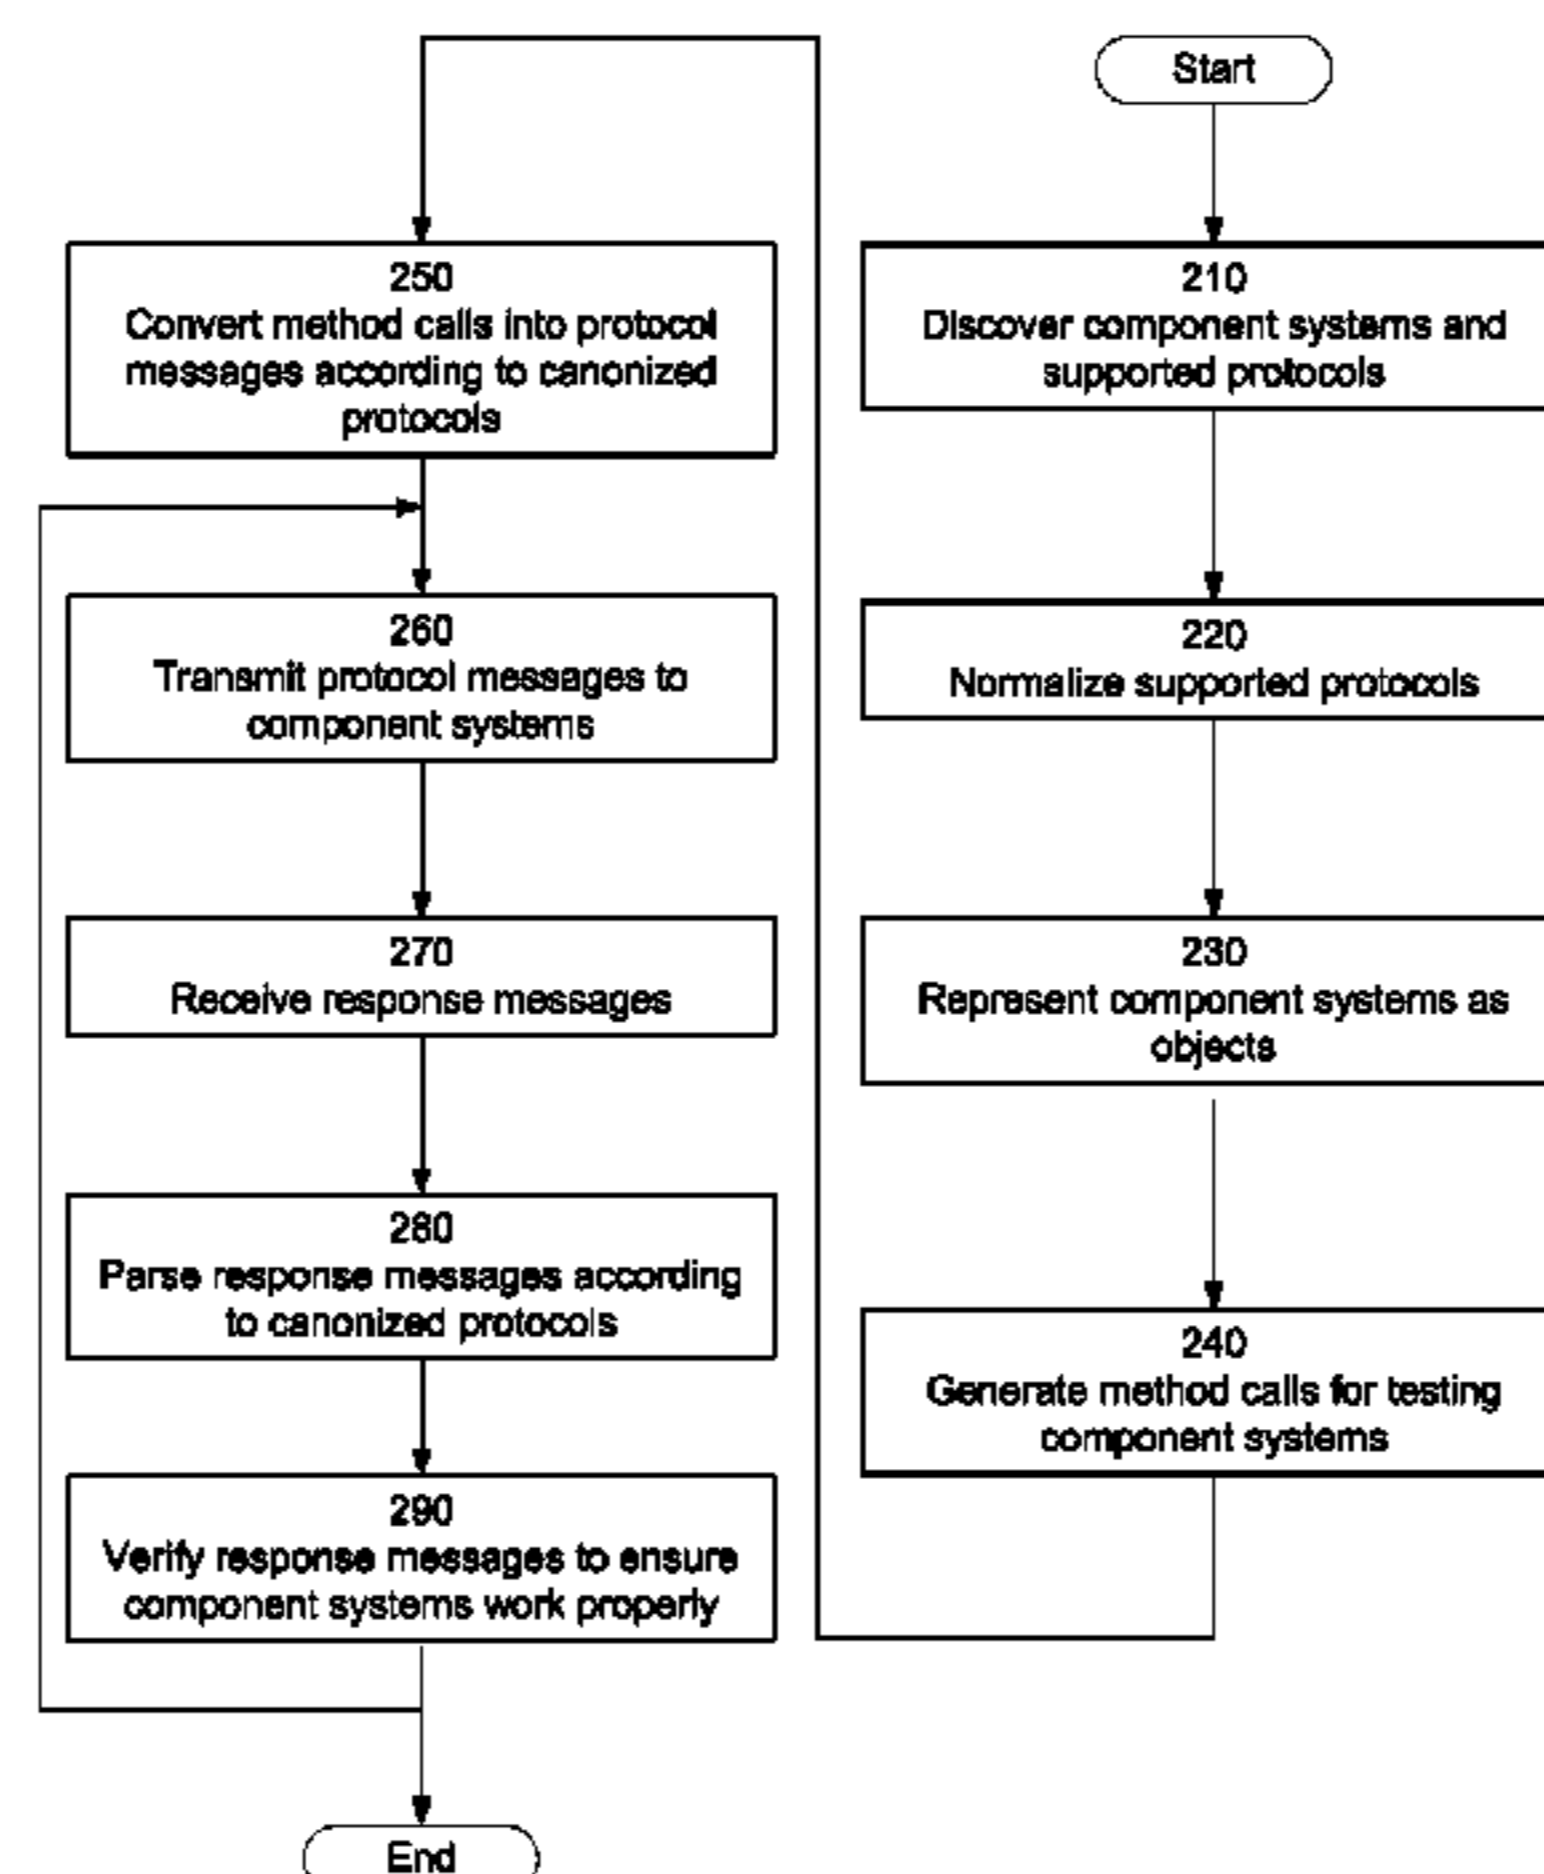 Start
210
Discover component systems and
supported protocols
220
Normalize supported protocols
230
Represent component systems as
objects
240
Generate method calls for testing
component systems
250
Convert method calls into protocol
messages according to canonized
protocols
260
Transmit protocol messages to
component systems
270
Receive response messages
280
Parse response messages according
to canonized protocols
290
Verify response messages to ensure
component systems work properly
End